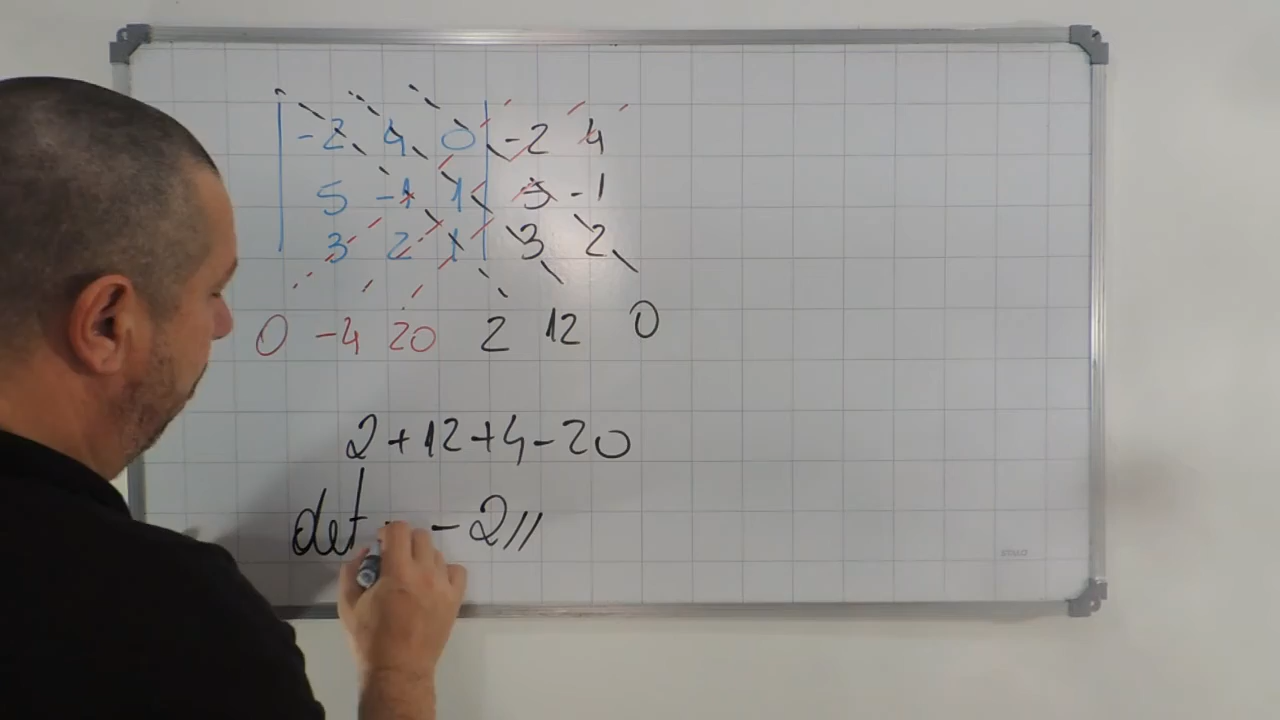 -2 4 0 -2 4
5 -1 1 5 -1
3 2 1 3 2
0 -4 20 2 12 0
2+12+4-20
det = -2//